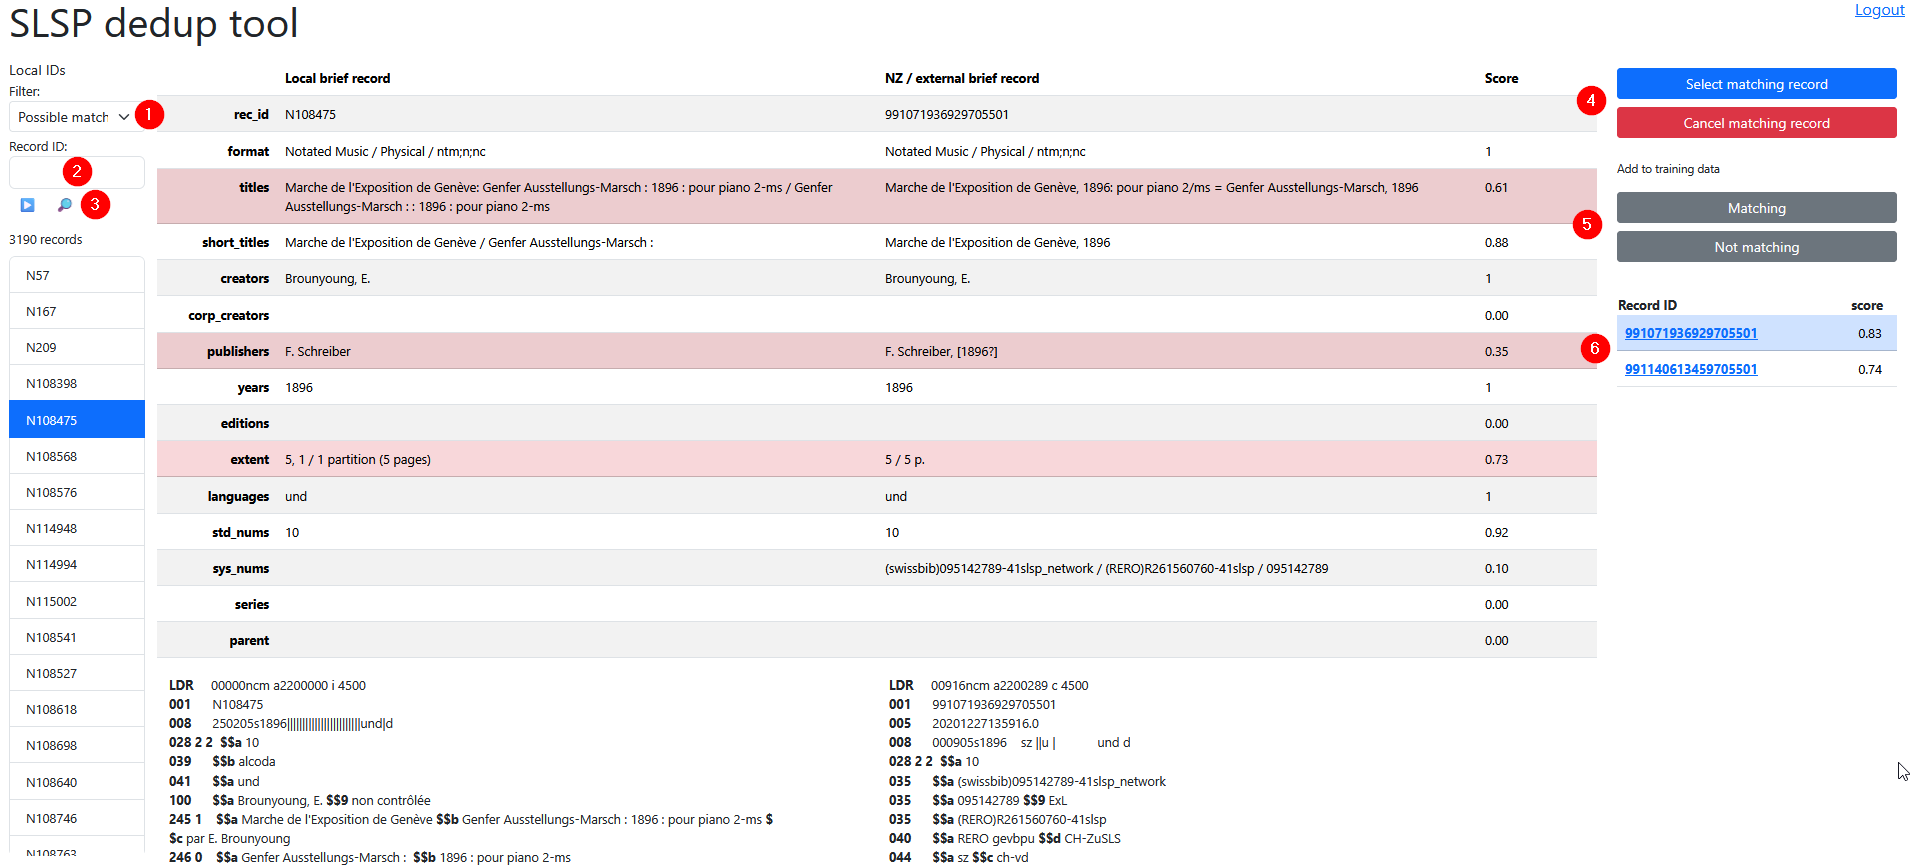 SLSP dedup tool
Logout
Local IDs
Filter:
Possible match
1
Record ID:
2
3
3190 records
N57
N167
N209
N108398
N108475
N108568
N108576
N114948
N114994
N115002
N108541
N108527
N108618
N108698
N108640
N108746
N108763
Local brief record NZ / external brief record Score
rec_id N108475 991071936929705501
format Notated Music / Physical / ntm;n;nc Notated Music / Physical / ntm;n;nc 1
titles Marche de l'Exposition de Genève: Genfer Ausstellungs-Marsch : 1896 : pour piano 2-ms / Genfer Marche de l'Exposition de Genève, 1896: pour piano 2/ms = Genfer Ausstellungs-Marsch, 1896 0.61
Ausstellungs-Marsch : : 1896 : pour piano 2-ms
short_titles Marche de l'Exposition de Genève / Genfer Ausstellungs-Marsch : Marche de l'Exposition de Genève, 1896 0.88
creators Brounyoung, E. Brounyoung, E. 1
corp_creators 0.00
publishers F. Schreiber F. Schreiber, [1896?] 0.35
years 1896 1896 1
editions 0.00
extent 5, 1 / 1 partition (5 pages) 5 / 5 p. 0.73
languages und und 1
std_nums 10 10 0.92
sys_nums (swissbib)095142789-41slsp_network / (RERO)R261560760-41slsp / 095142789 0.10
series 0.00
parent 0.00
LDR 00000ncm a2200000 i 4500
001 N108475
008 250205s1896||||||||||||||||||||||||und|d
028 2 2 $$a 10
039 $$b alcoda
041 $$a und
100 $$a Brounyoung, E. $$9 non contrôlée
245 1 $$a Marche de l'Exposition de Genève $$b Genfer Ausstellungs-Marsch : 1896 : pour piano 2-ms $
$c par E. Brounyoung
246 0 $$a Genfer Ausstellungs-Marsch : $$b 1896 : pour piano 2-ms
LDR 00916ncm a2200289 c 4500
001 991071936929705501
005 20201227135916.0
008 000905s1896 sz ||u | und d
028 2 2 $$a 10
035 $$a (swissbib)095142789-41slsp_network
035 $$a 095142789 $$9 ExL
035 $$a (RERO)R261560760-41slsp
040 $$a RERO gevbpu $$d CH-ZuSLS
044 $$a sz $$c ch-vd
4
Select matching record
Cancel matching record
Add to training data
5
Matching
Not matching
Record ID score
6
991071936929705501 0.83
991140613459705501 0.74